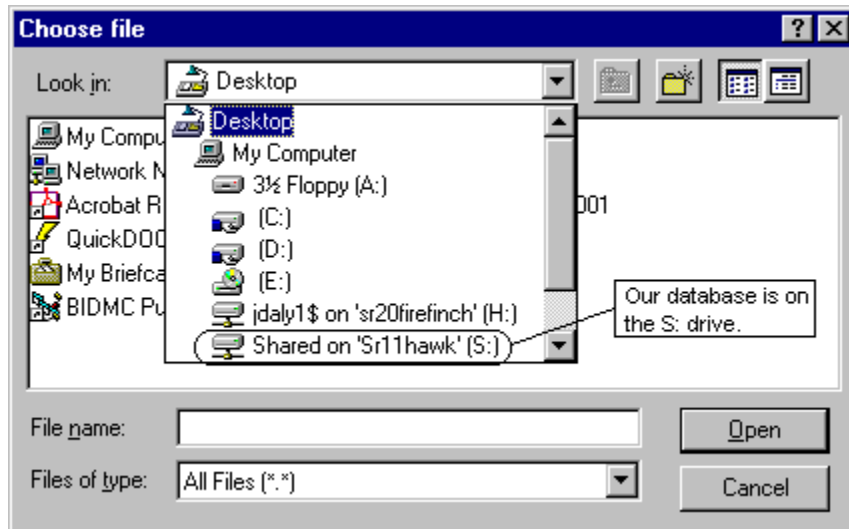 Choose file
Look in:
Desktop
Desktop
My Computer
3½ Floppy (A:)
(C:)
(D:)
(E:)
jdaly1$ on 'sr20firefinch' (H:)
Shared on 'Sr11hawk' (S:)
My Compu
Network N
Acrobat R
QuickDOC
My Briefca
BIDMC Pu
001
Our database is on
the S: drive.
File name:
Open
Files of type:
All Files (*.*)
Cancel